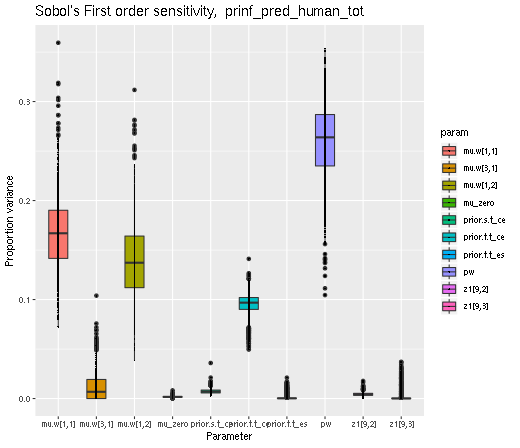 Sobol's First order sensitivity, prinf_pred_human_tot
Proportion variance
0.3
0.2
0.1
0.0
mu.w[1,1] mu.w[3,1] mu.w[1,2] mu_zero prior.s.t_ce prior.f.t_ce prior.f.t_es pw z1[9,2] z1[9,3]
Parameter
param
mu.w[1,1]
mu.w[3,1]
mu.w[1,2]
mu_zero
prior.s.t_ce
prior.f.t_ce
prior.f.t_es
pw
z1[9,2]
z1[9,3]